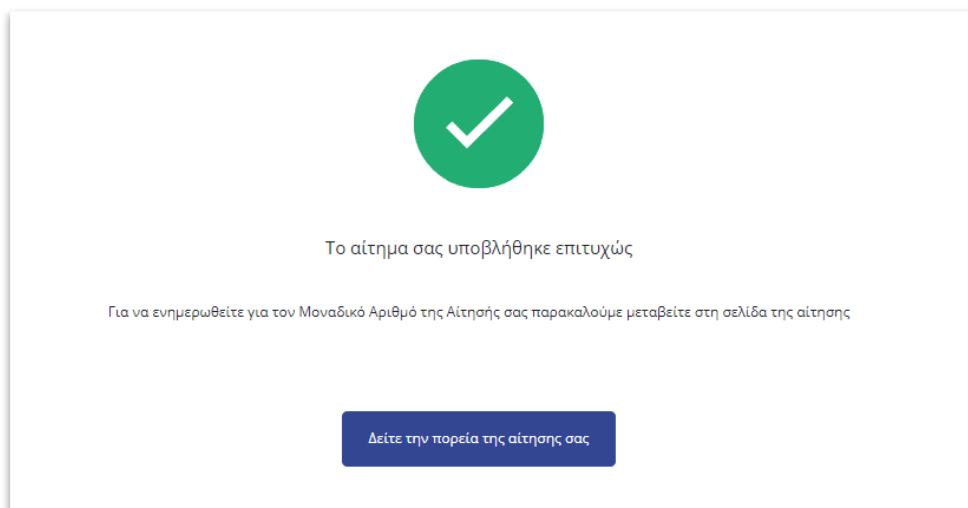 Το αίτημα σας υποβλήθηκε επιτυχώς
Για να ενημερωθείτε για τον Μοναδικό Αριθμό της Αίτησής σας παρακαλούμε μεταβείτε στη σελίδα της αίτησης
Δείτε την πορεία της αίτησης σας